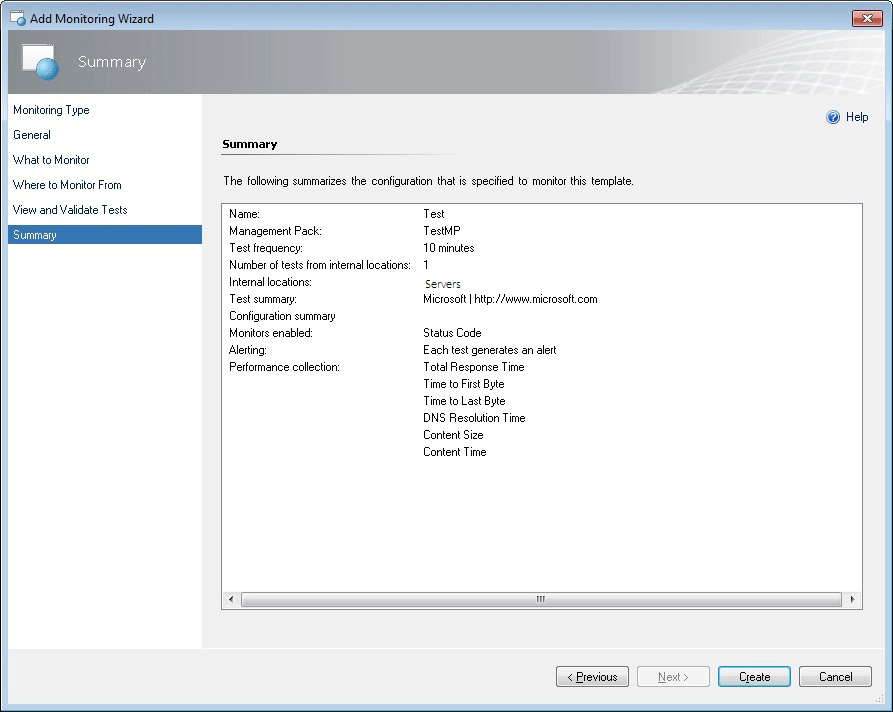 Add Monitoring Wizard
Summary
Monitoring Type
General
What to Monitor
Where to Monitor From
View and Validate Tests
Summary
Help
Summary
The following summarizes the configuration that is specified to monitor this template.
Name: Test
Management Pack: TestMP
Test frequency: 10 minutes
Number of tests from internal locations: 1
Internal locations: Servers
Test summary: Microsoft | http://www.microsoft.com
Configuration summary
Monitors enabled: Status Code
Alerting: Each test generates an alert
Performance collection: Total Response Time
Time to First Byte
Time to Last Byte
DNS Resolution Time
Content Size
Content Time
< Previous Next > Create Cancel